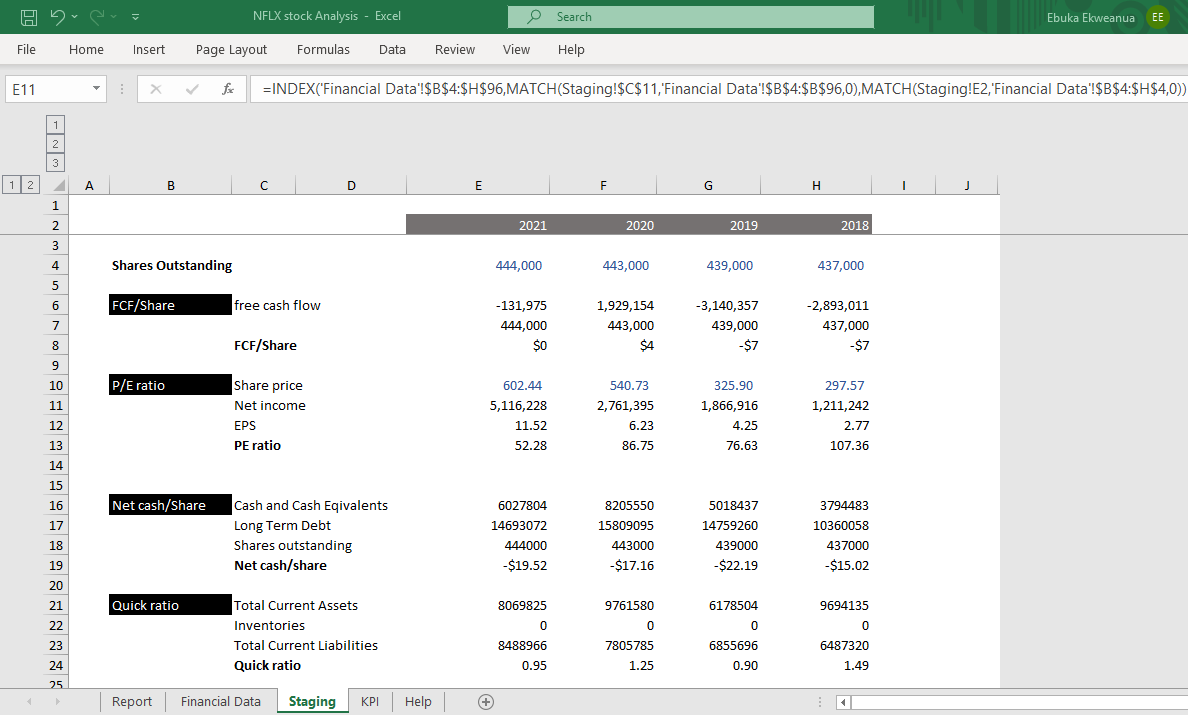 NFLX stock Analysis - Excel
Search
Ebuka Ekweanua EE
File Home Insert Page Layout Formulas Data Review View Help
E11 fx =INDEX('Financial Data'!$B$4:$H$96,MATCH(Staging!$C$11,'Financial Data'!$B$4:$B$96,0),MATCH(Staging!E2,'Financial Data'!$B$4:$H$4,0))
1
2
3
1 2 A B C D E F G H I J
1
2 2021 2020 2019 2018
3
4 Shares Outstanding 444,000 443,000 439,000 437,000
5
6 FCF/Share free cash flow -131,975 1,929,154 -3,140,357 -2,893,011
7 444,000 443,000 439,000 437,000
8 FCF/Share $0 $4 -$7 -$7
9
10 P/E ratio Share price 602.44 540.73 325.90 297.57
11 Net income 5,116,228 2,761,395 1,866,916 1,211,242
12 EPS 11.52 6.23 4.25 2.77
13 PE ratio 52.28 86.75 76.63 107.36
14
15
16 Net cash/Share Cash and Cash Eqivalents 6027804 8205550 5018437 3794483
17 Long Term Debt 14693072 15809095 14759260 10360058
18 Shares outstanding 444000 443000 439000 437000
19 Net cash/share -$19.52 -$17.16 -$22.19 -$15.02
20
21 Quick ratio Total Current Assets 8069825 9761580 6178504 9694135
22 Inventories 0 0 0 0
23 Total Current Liabilities 8488966 7805785 6855696 6487320
24 Quick ratio 0.95 1.25 0.90 1.49
25
Report Financial Data Staging KPI Help